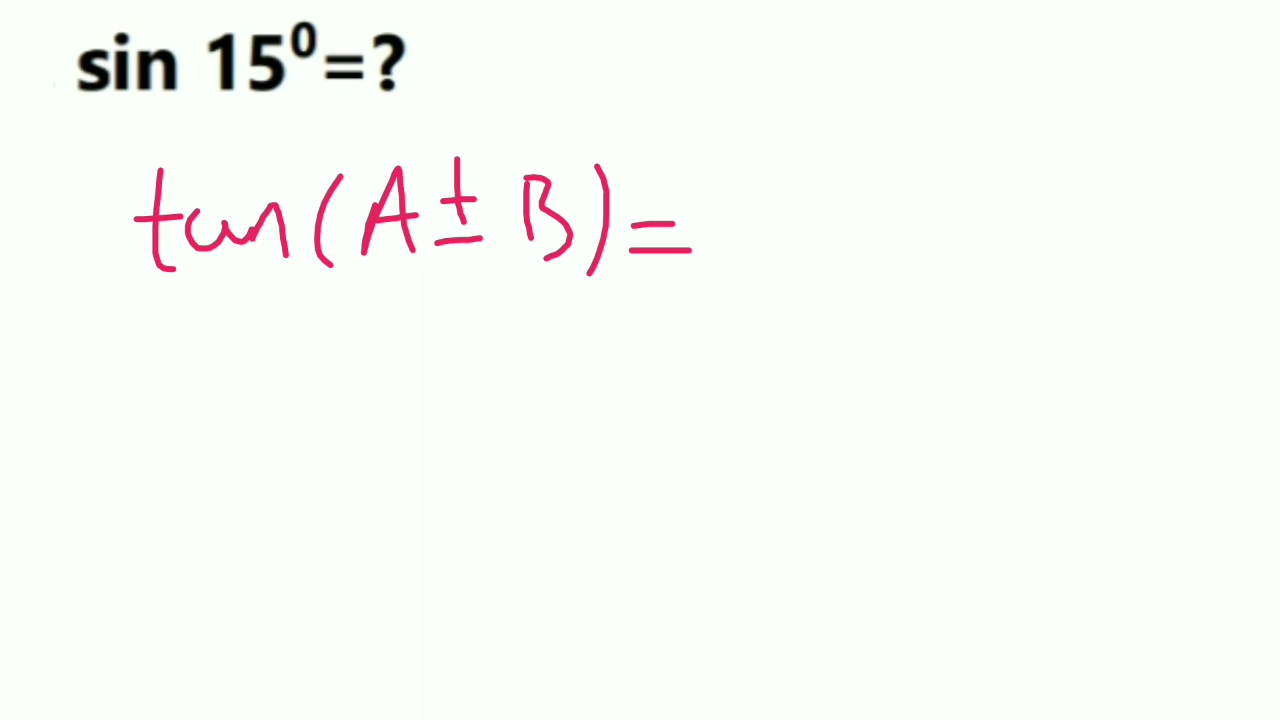 sin 15⁰=?
tan(A ± B) =